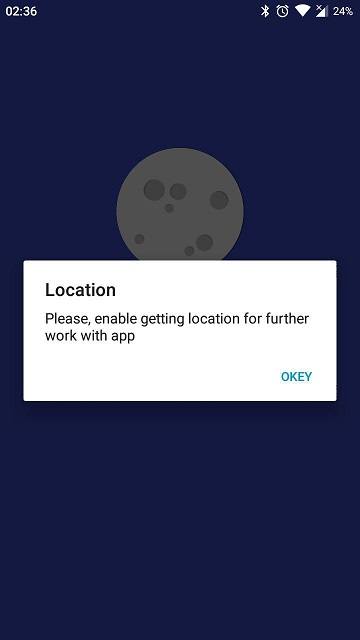 02:36 24%
Location
Please, enable getting location for further
work with app
OKEY